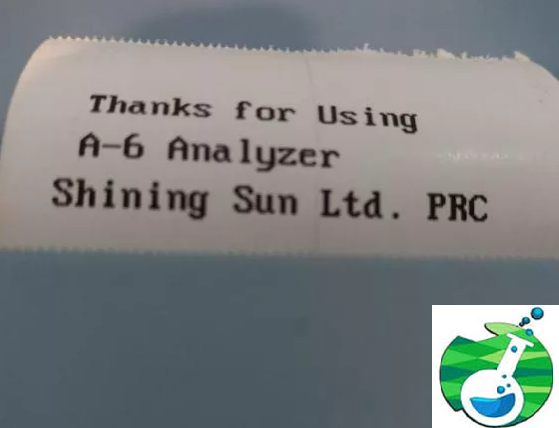 Thanks for Using
A-6 Analyzer
Shining Sun Ltd. PRC